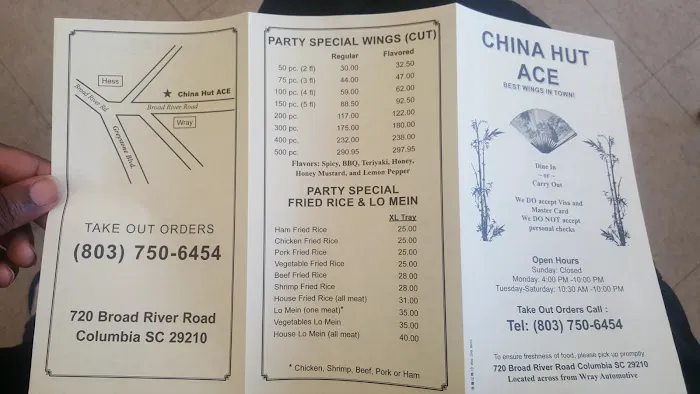 Hess
★ China Hut ACE
Broad River Rd.
Broad River Road
Wray
Greystone Blvd.
TAKE OUT ORDERS
(803) 750-6454
720 Broad River Road
Columbia SC 29210
PARTY SPECIAL WINGS (CUT)
Regular Flavored
50 pc. (2 ft) 30.00 32.50
75 pc. (3 ft) 44.00 47.00
100 pc. (4 ft) 59.00 62.00
150 pc. (5 ft) 88.50 92.50
200 pc. 117.00 122.00
300 pc. 175.00 180.00
400 pc. 232.00 238.00
500 pc. 290.95 297.95
Flavors: Spicy, BBQ, Teriyaki, Honey,
Honey Mustard, and Lemon Pepper
PARTY SPECIAL
FRIED RICE & LO MEIN
XL Tray
Ham Fried Rice 25.00
Chicken Fried Rice 25.00
Pork Fried Rice 25.00
Vegetable Fried Rice 25.00
Beef Fried Rice 28.00
Shrimp Fried Rice 28.00
House Fried Rice (all meat) 31.00
Lo Mein (one meat)* 35.00
Vegetables Lo Mein 35.00
House Lo Mein (all meat) 40.00
* Chicken, Shrimp, Beef, Pork or Ham
CHINA HUT
ACE
BEST WINGS IN TOWN!
Dine In
~ or ~
Carry Out
We DO accept Visa and
Master Card
We DO NOT accept
personal checks
Open Hours
Sunday: Closed
Monday: 4:00 PM -10:00 PM
Tuesday-Saturday: 10:30 AM -10:00 PM
Take Out Orders Call :
Tel: (803) 750-6454
To ensure freshness of food, please pick up promptly
720 Broad River Road Columbia SC 29210
Located across from Wray Automotive